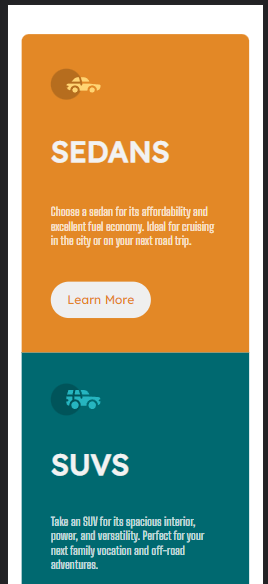 SEDANS
Choose a sedan for its affordability and
excellent fuel economy. Ideal for cruising
in the city or on your next road trip.
Learn More
SUVS
Take an SUV for its spacious interior,
power, and versatility. Perfect for your
next family vocation and off-road
adventures.